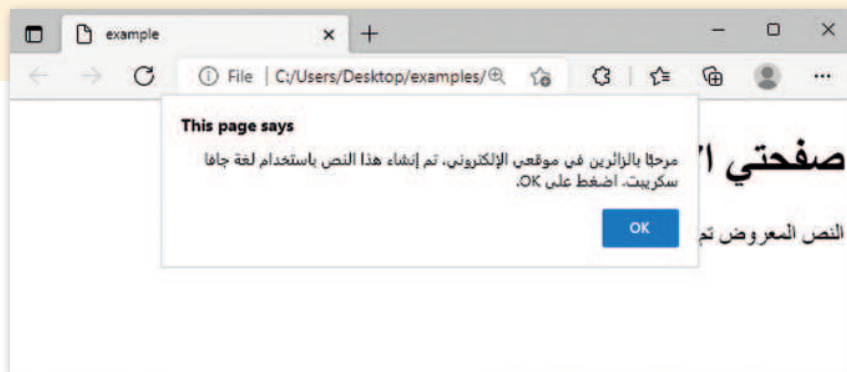 example
File | C:/Users/Desktop/examples/
This page says
مرحبًا بالزائرين في موقعي الإلكتروني، تم إنشاء هذا النص باستخدام لغة جافا
سكريبت. اضغط على OK.
OK
صفحتي
النص المعروض تم